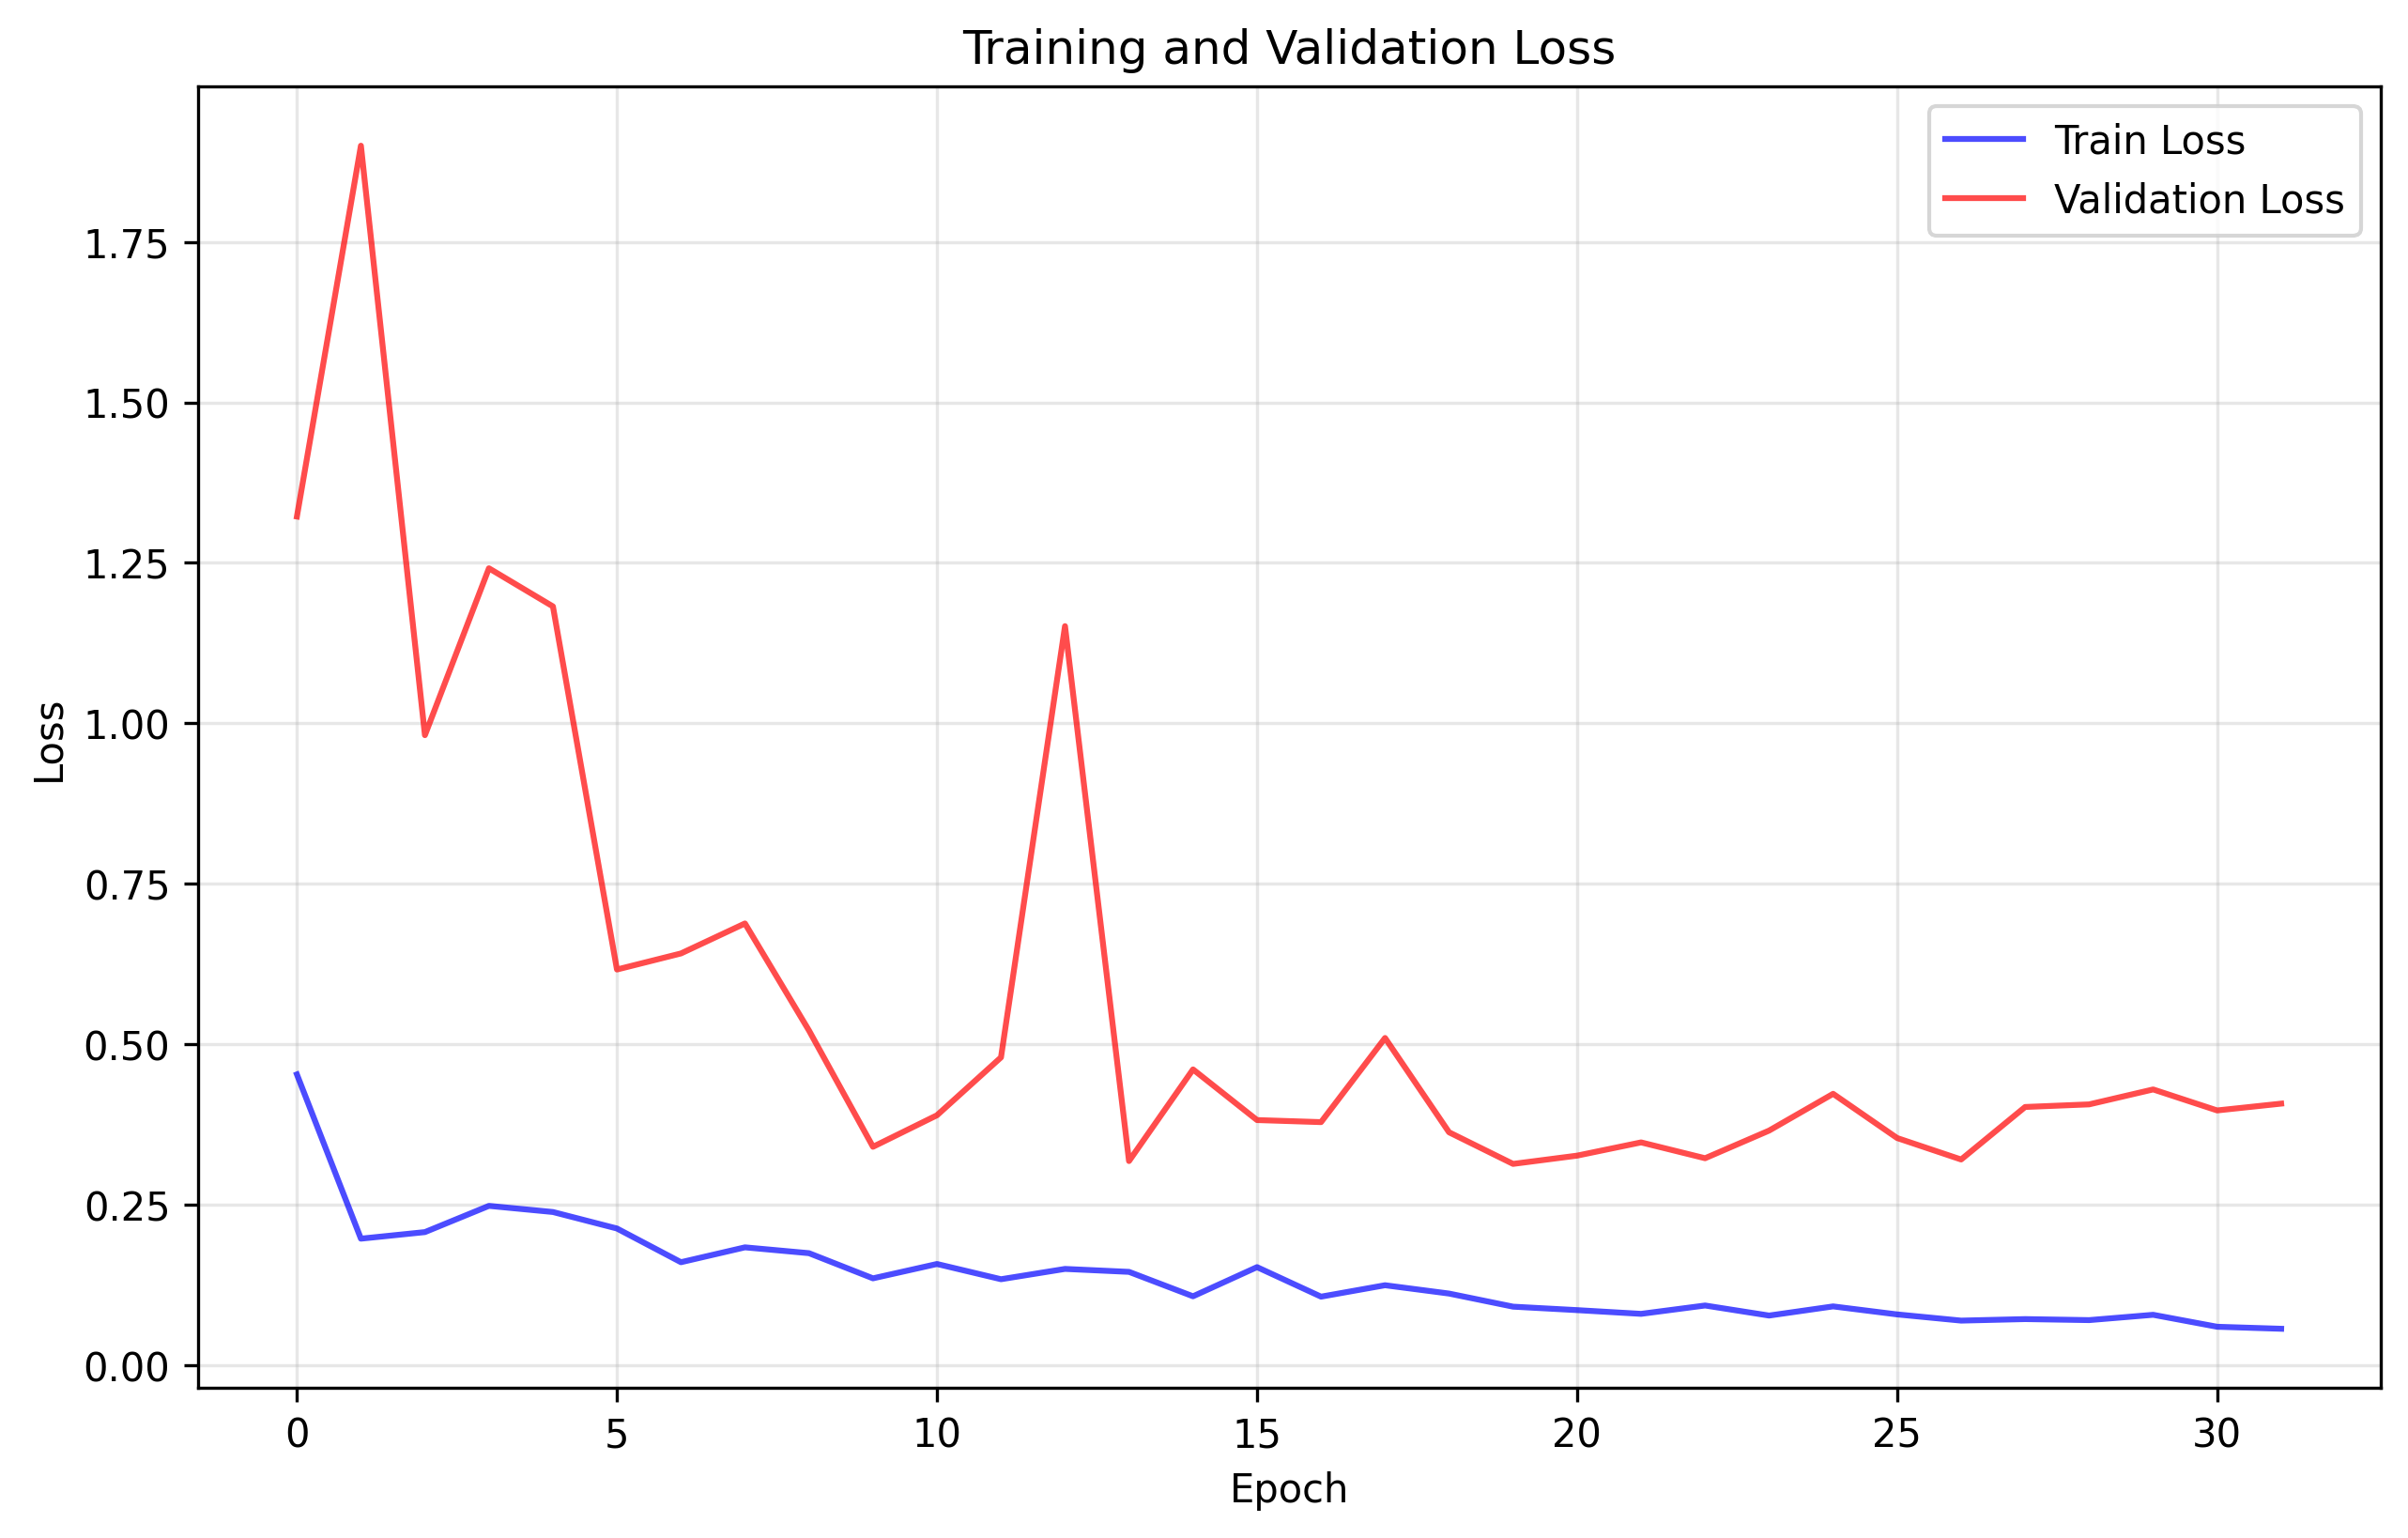 Training and Validation Loss
Train Loss
Validation Loss
1.75
1.50
1.25
1.00
0.75
0.50
0.25
0.00
Loss
0 5 10 15 20 25 30
Epoch